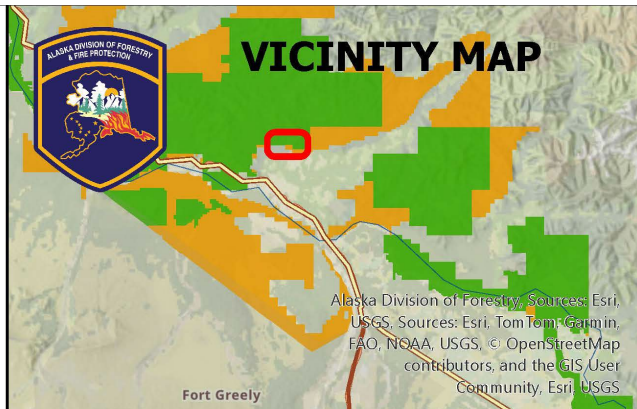 ALASKA DIVISION OF FORESTRY
& FIRE PROTECTION
VICINITY MAP
Alaska Division of Forestry, Sources: Esri,
USGS, Sources: Esri, TomTom, Garmin,
FAO, NOAA, USGS, © OpenStreetMap
contributors, and the GIS User
Community, Esri, USGS
Fort Greely